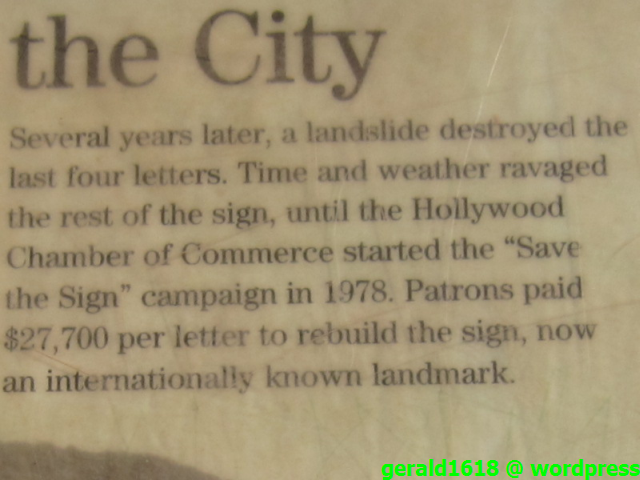 the City
Several years later, a landslide destroyed the
last four letters. Time and weather ravaged
the rest of the sign, until the Hollywood
Chamber of Commerce started the “Save
the Sign” campaign in 1978. Patrons paid
$27,700 per letter to rebuild the sign, now
an internationally known landmark.
gerald1618 @ wordpress